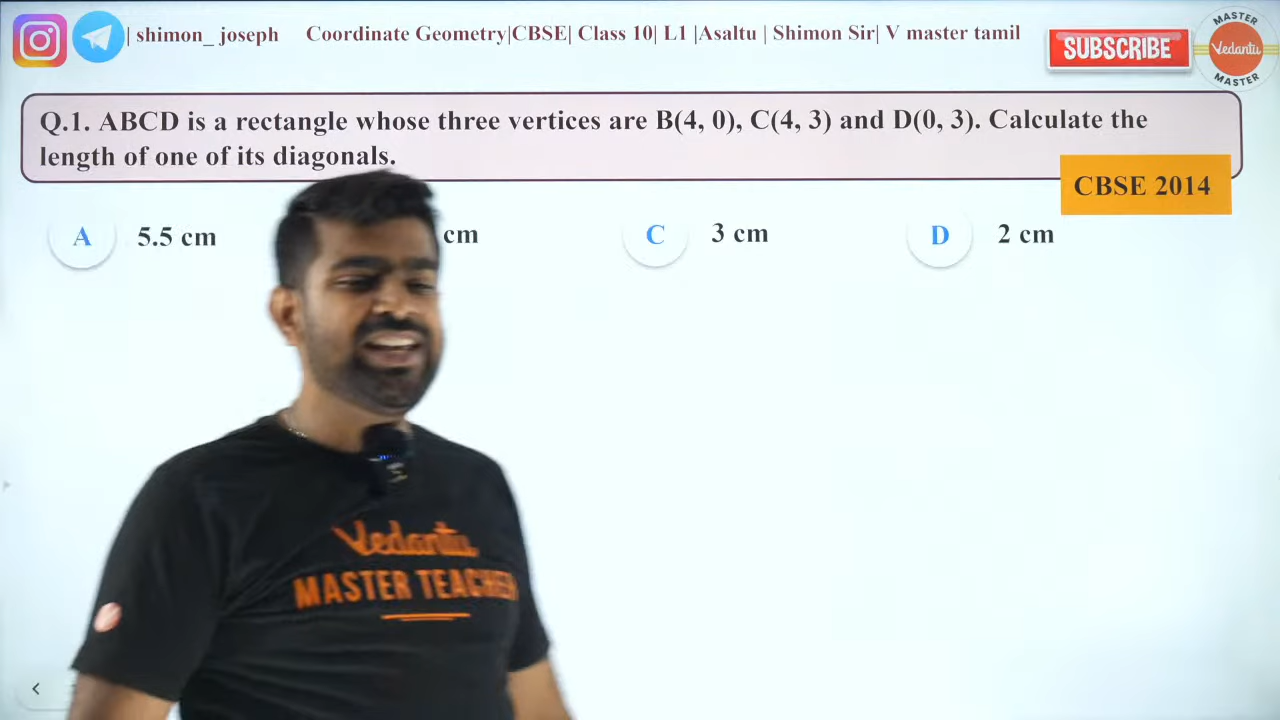 | shimon_ joseph Coordinate Geometry|CBSE| Class 10| L1 |Asaltu | Shimon Sir| V master tamil
SUBSCRIBE
MASTER
Vedantu
MASTER
Q.1. ABCD is a rectangle whose three vertices are B(4, 0), C(4, 3) and D(0, 3). Calculate the
length of one of its diagonals.
CBSE 2014
A 5.5 cm
cm
C 3 cm
D 2 cm
Vedantu
MASTER TEACHER